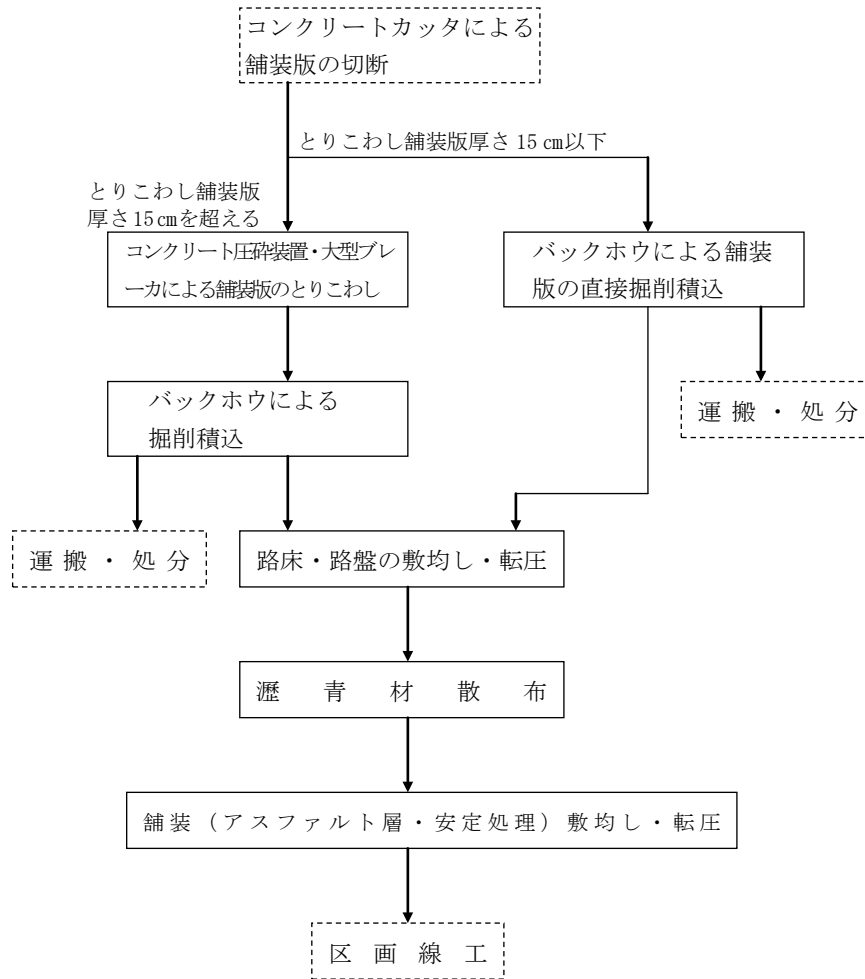 コンクリートカッタによる
舗装版の切断
とりこわし舗装版厚さ15㎝以下
とりこわし舗装版
厚さ15㎝を超える
コンクリート圧砕装置・大型ブレ
ーカによる舗装版のとりこわし
バックホウによる舗装
版の直接掘削積込
バックホウによる
掘削積込
運搬・処分
運搬・処分
路床・路盤の敷均し・転圧
瀝青材散布
舗装（アスファルト層・安定処理）敷均し・転圧
区画線工